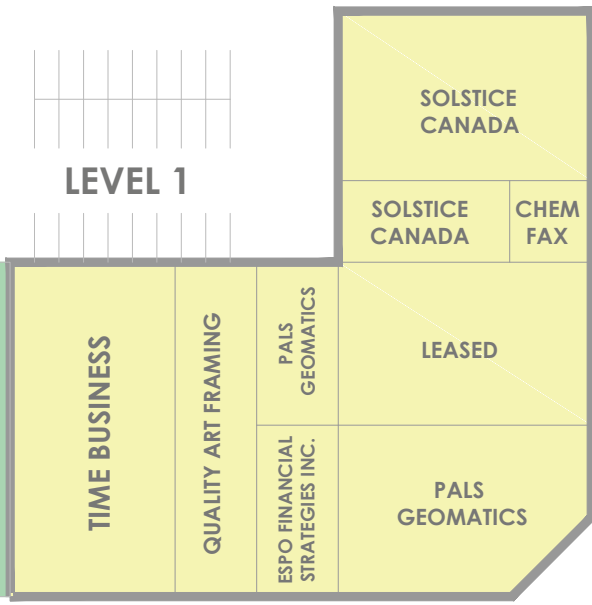 SOLSTICE
CANADA
LEVEL 1
SOLSTICE
CANADA
CHEM
FAX
TIME BUSINESS
QUALITY ART FRAMING
PALS
GEOMATICS
LEASED
ESPO FINANCIAL
STRATEGIES INC.
PALS
GEOMATICS